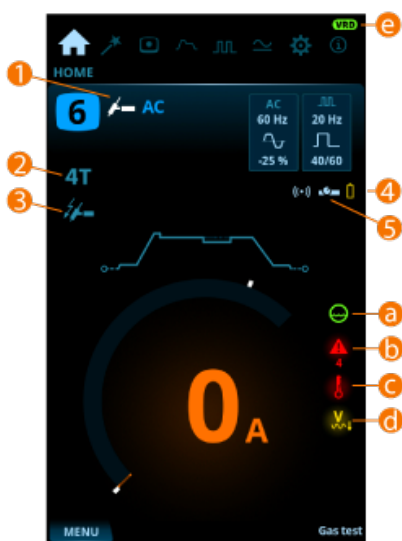 VRD
e
HOME
1
6 AC
AC
60 Hz
-25 %
20 Hz
40/60
2
4T
3
4
5
a
b
4
c
d
V
0A
MENU
Gas test